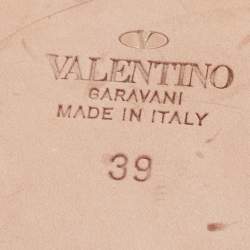 VALENTINO
GARAVANI
MADE IN ITALY
39